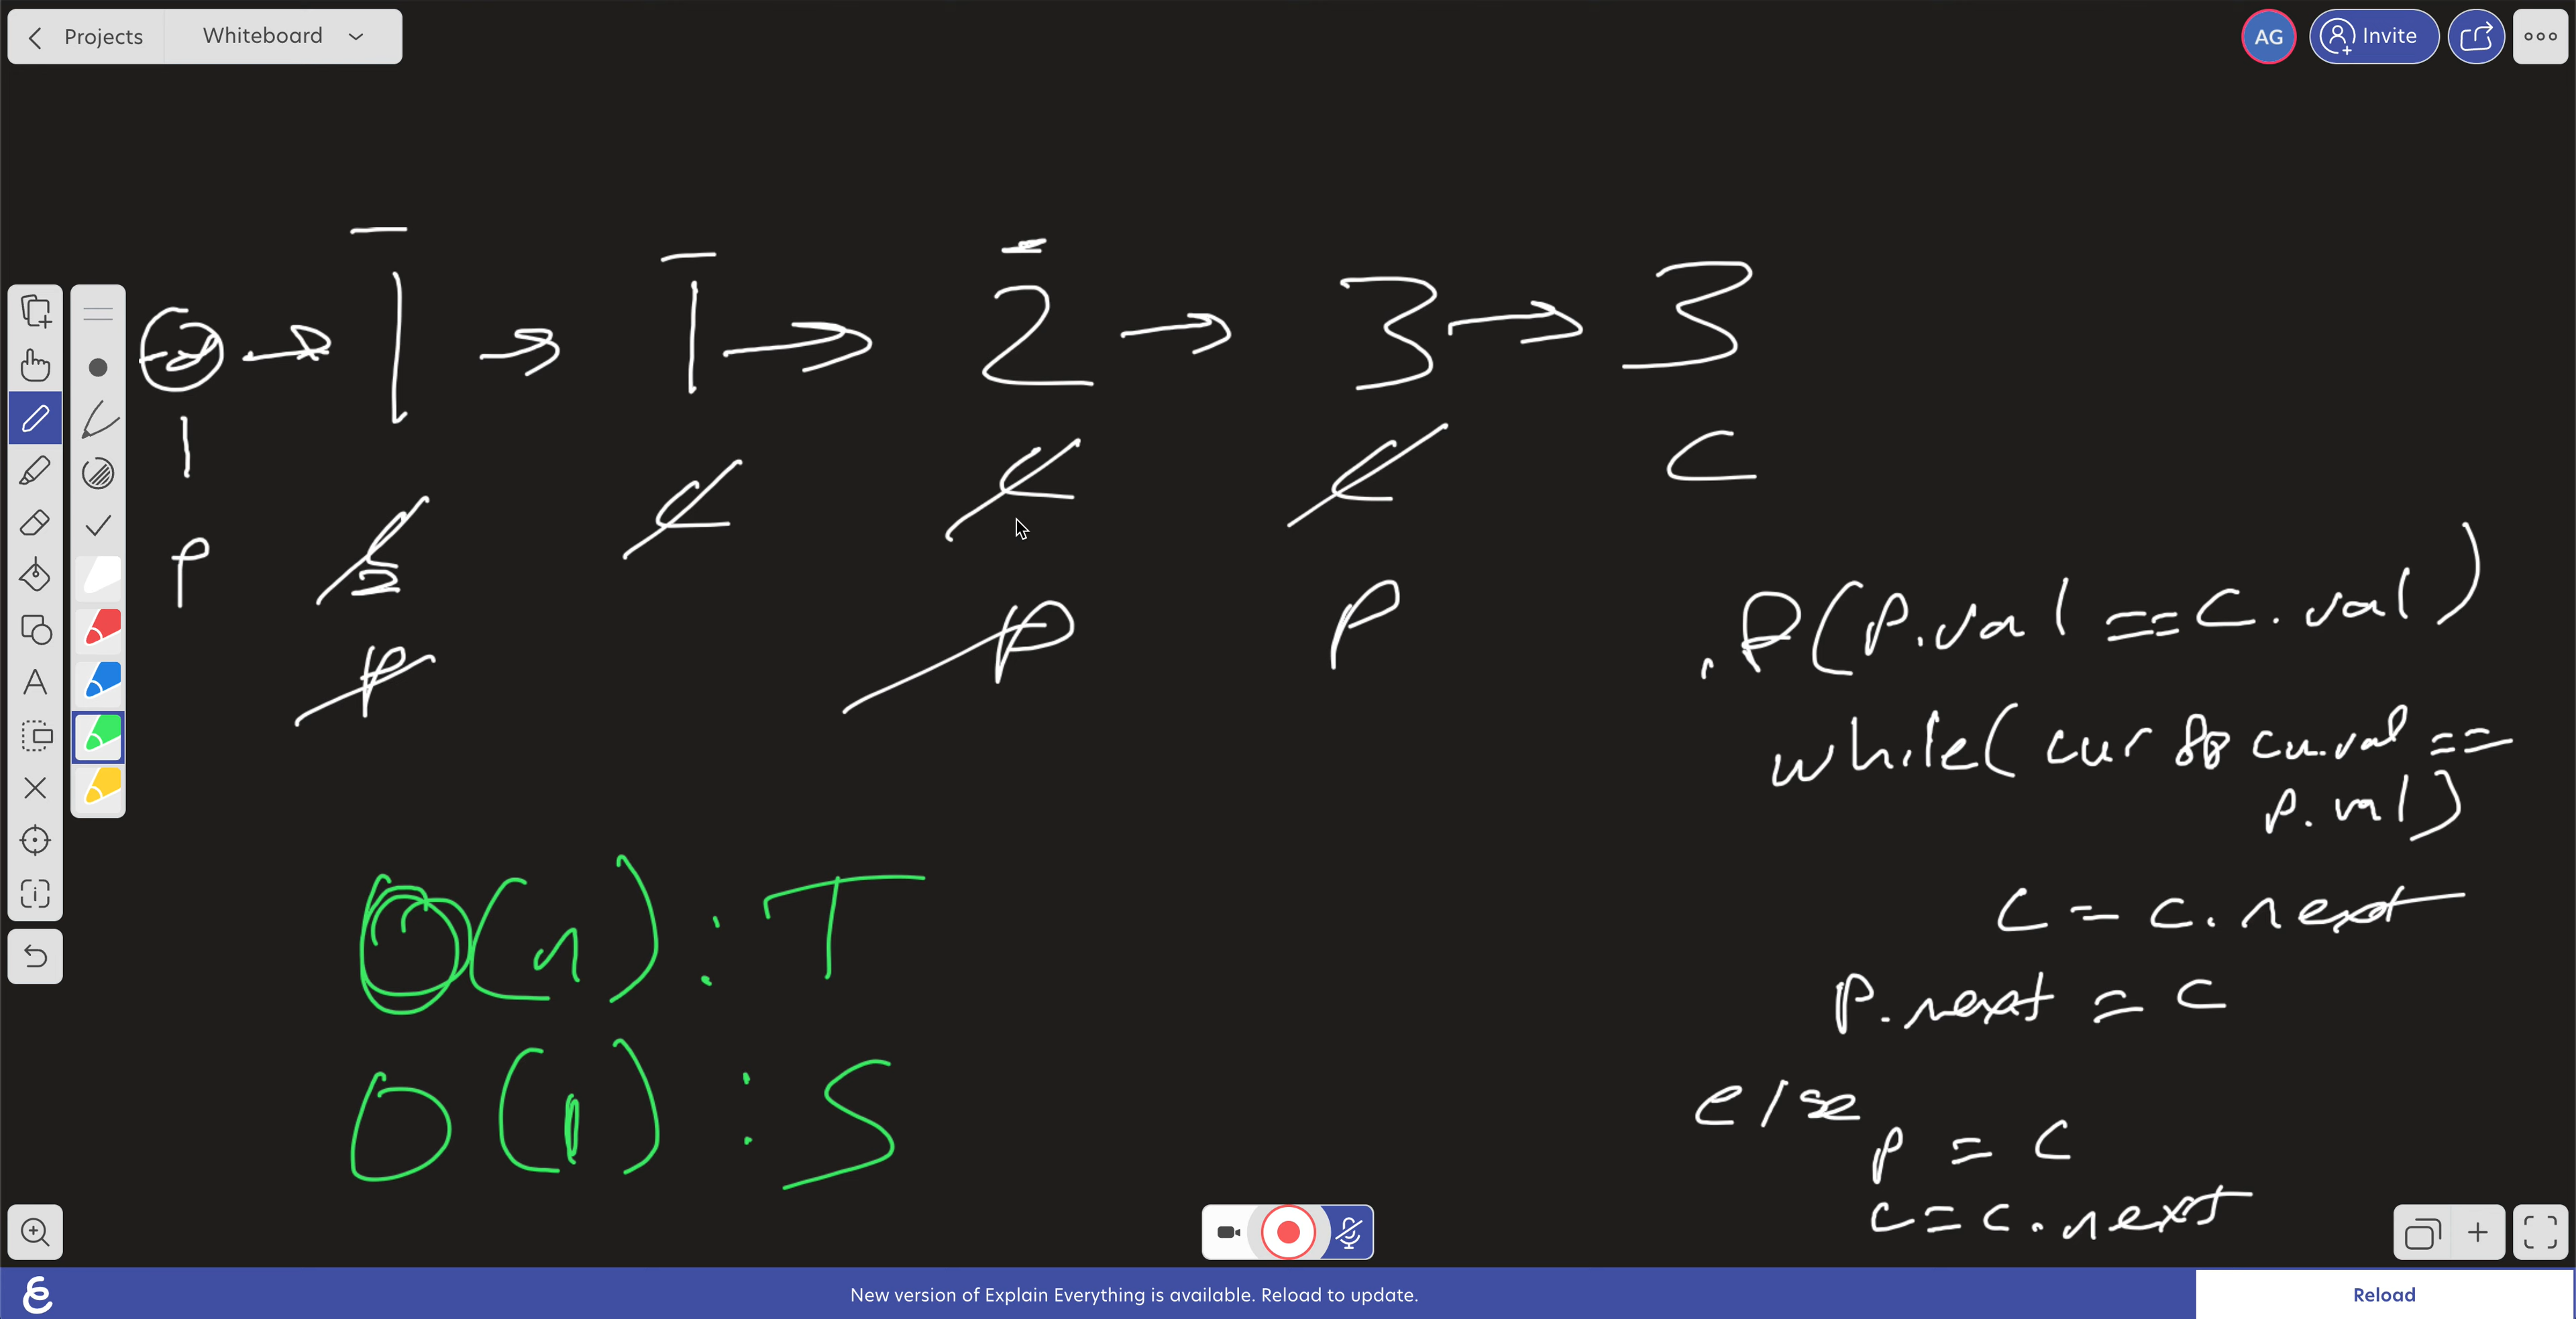 Projects Whiteboard
AG Invite
1 → 1 → 2 → 3 → 3
C C C C
P P P P
if(P.val == C.val)
while(cur && cu.val ==
p.val)
C = C.next
P.next = C
else
P = C
C = C.next
O(n) : T
O(1) : S
New version of Explain Everything is available. Reload to update.
Reload